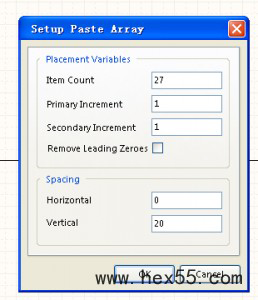 Setup Paste Array
Placement Variables
Item Count 27
Primary Increment 1
Secondary Increment 1
Remove Leading Zeroes
Spacing
Horizontal 0
Vertical 20
OK Cancel
www.hex55.com